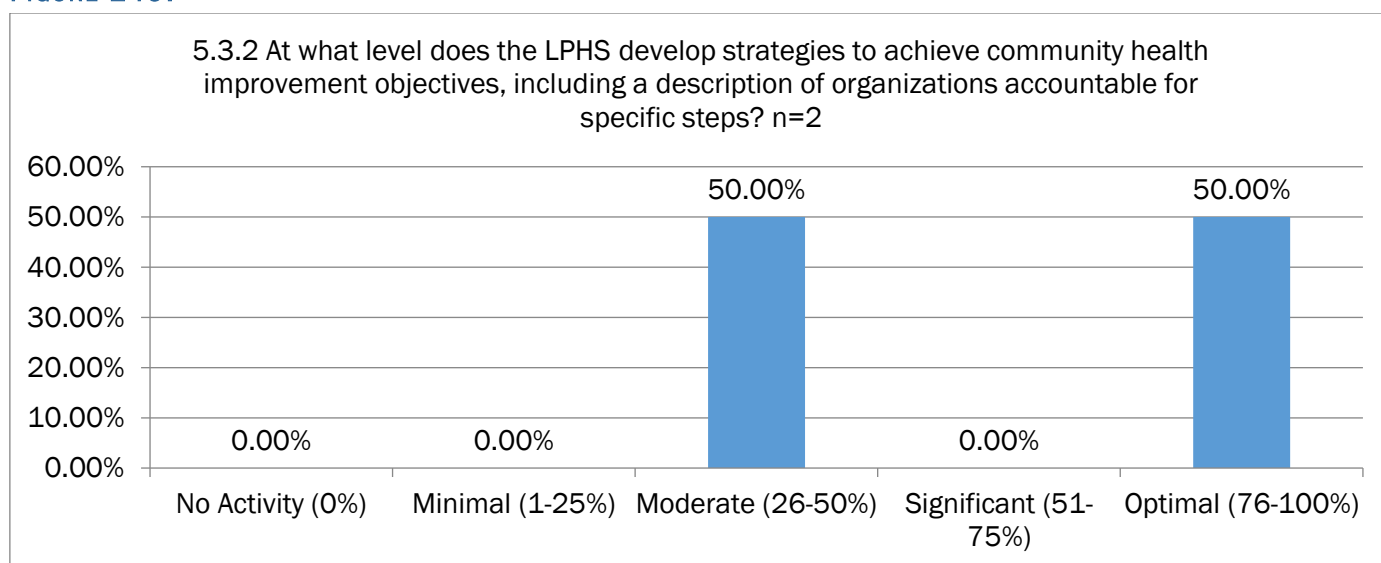 5.3.2 At what level does the LPHS develop strategies to achieve community health
improvement objectives, including a description of organizations accountable for
specific steps? n=2
60.00%
50.00%
40.00%
30.00%
20.00%
10.00%
0.00%
0.00%
0.00%
50.00%
0.00%
50.00%
No Activity (0%)
Minimal (1-25%)
Moderate (26-50%)
Significant (51-
75%)
Optimal (76-100%)